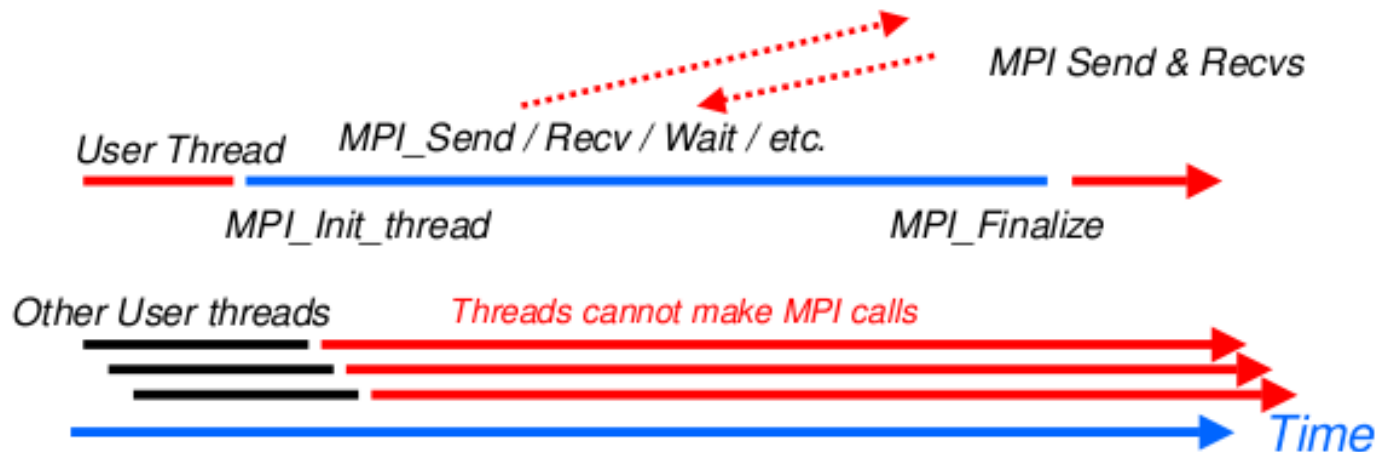 MPI Send & Recvs
User Thread
MPI_Send / Recv / Wait / etc.
MPI_Init_thread
MPI_Finalize
Other User threads
Threads cannot make MPI calls
Time